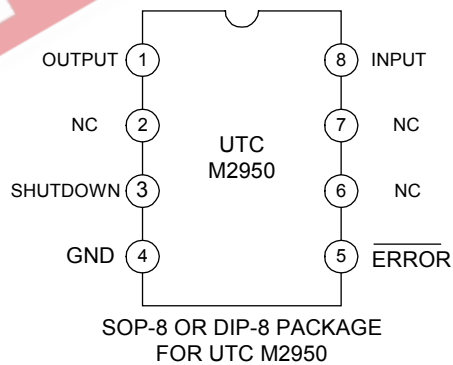 OUTPUT 1 8 INPUT
NC 2 7 NC
UTC
M2950
SHUTDOWN 3 6 NC
GND 4 5 ERROR
SOP-8 OR DIP-8 PACKAGE
FOR UTC M2950